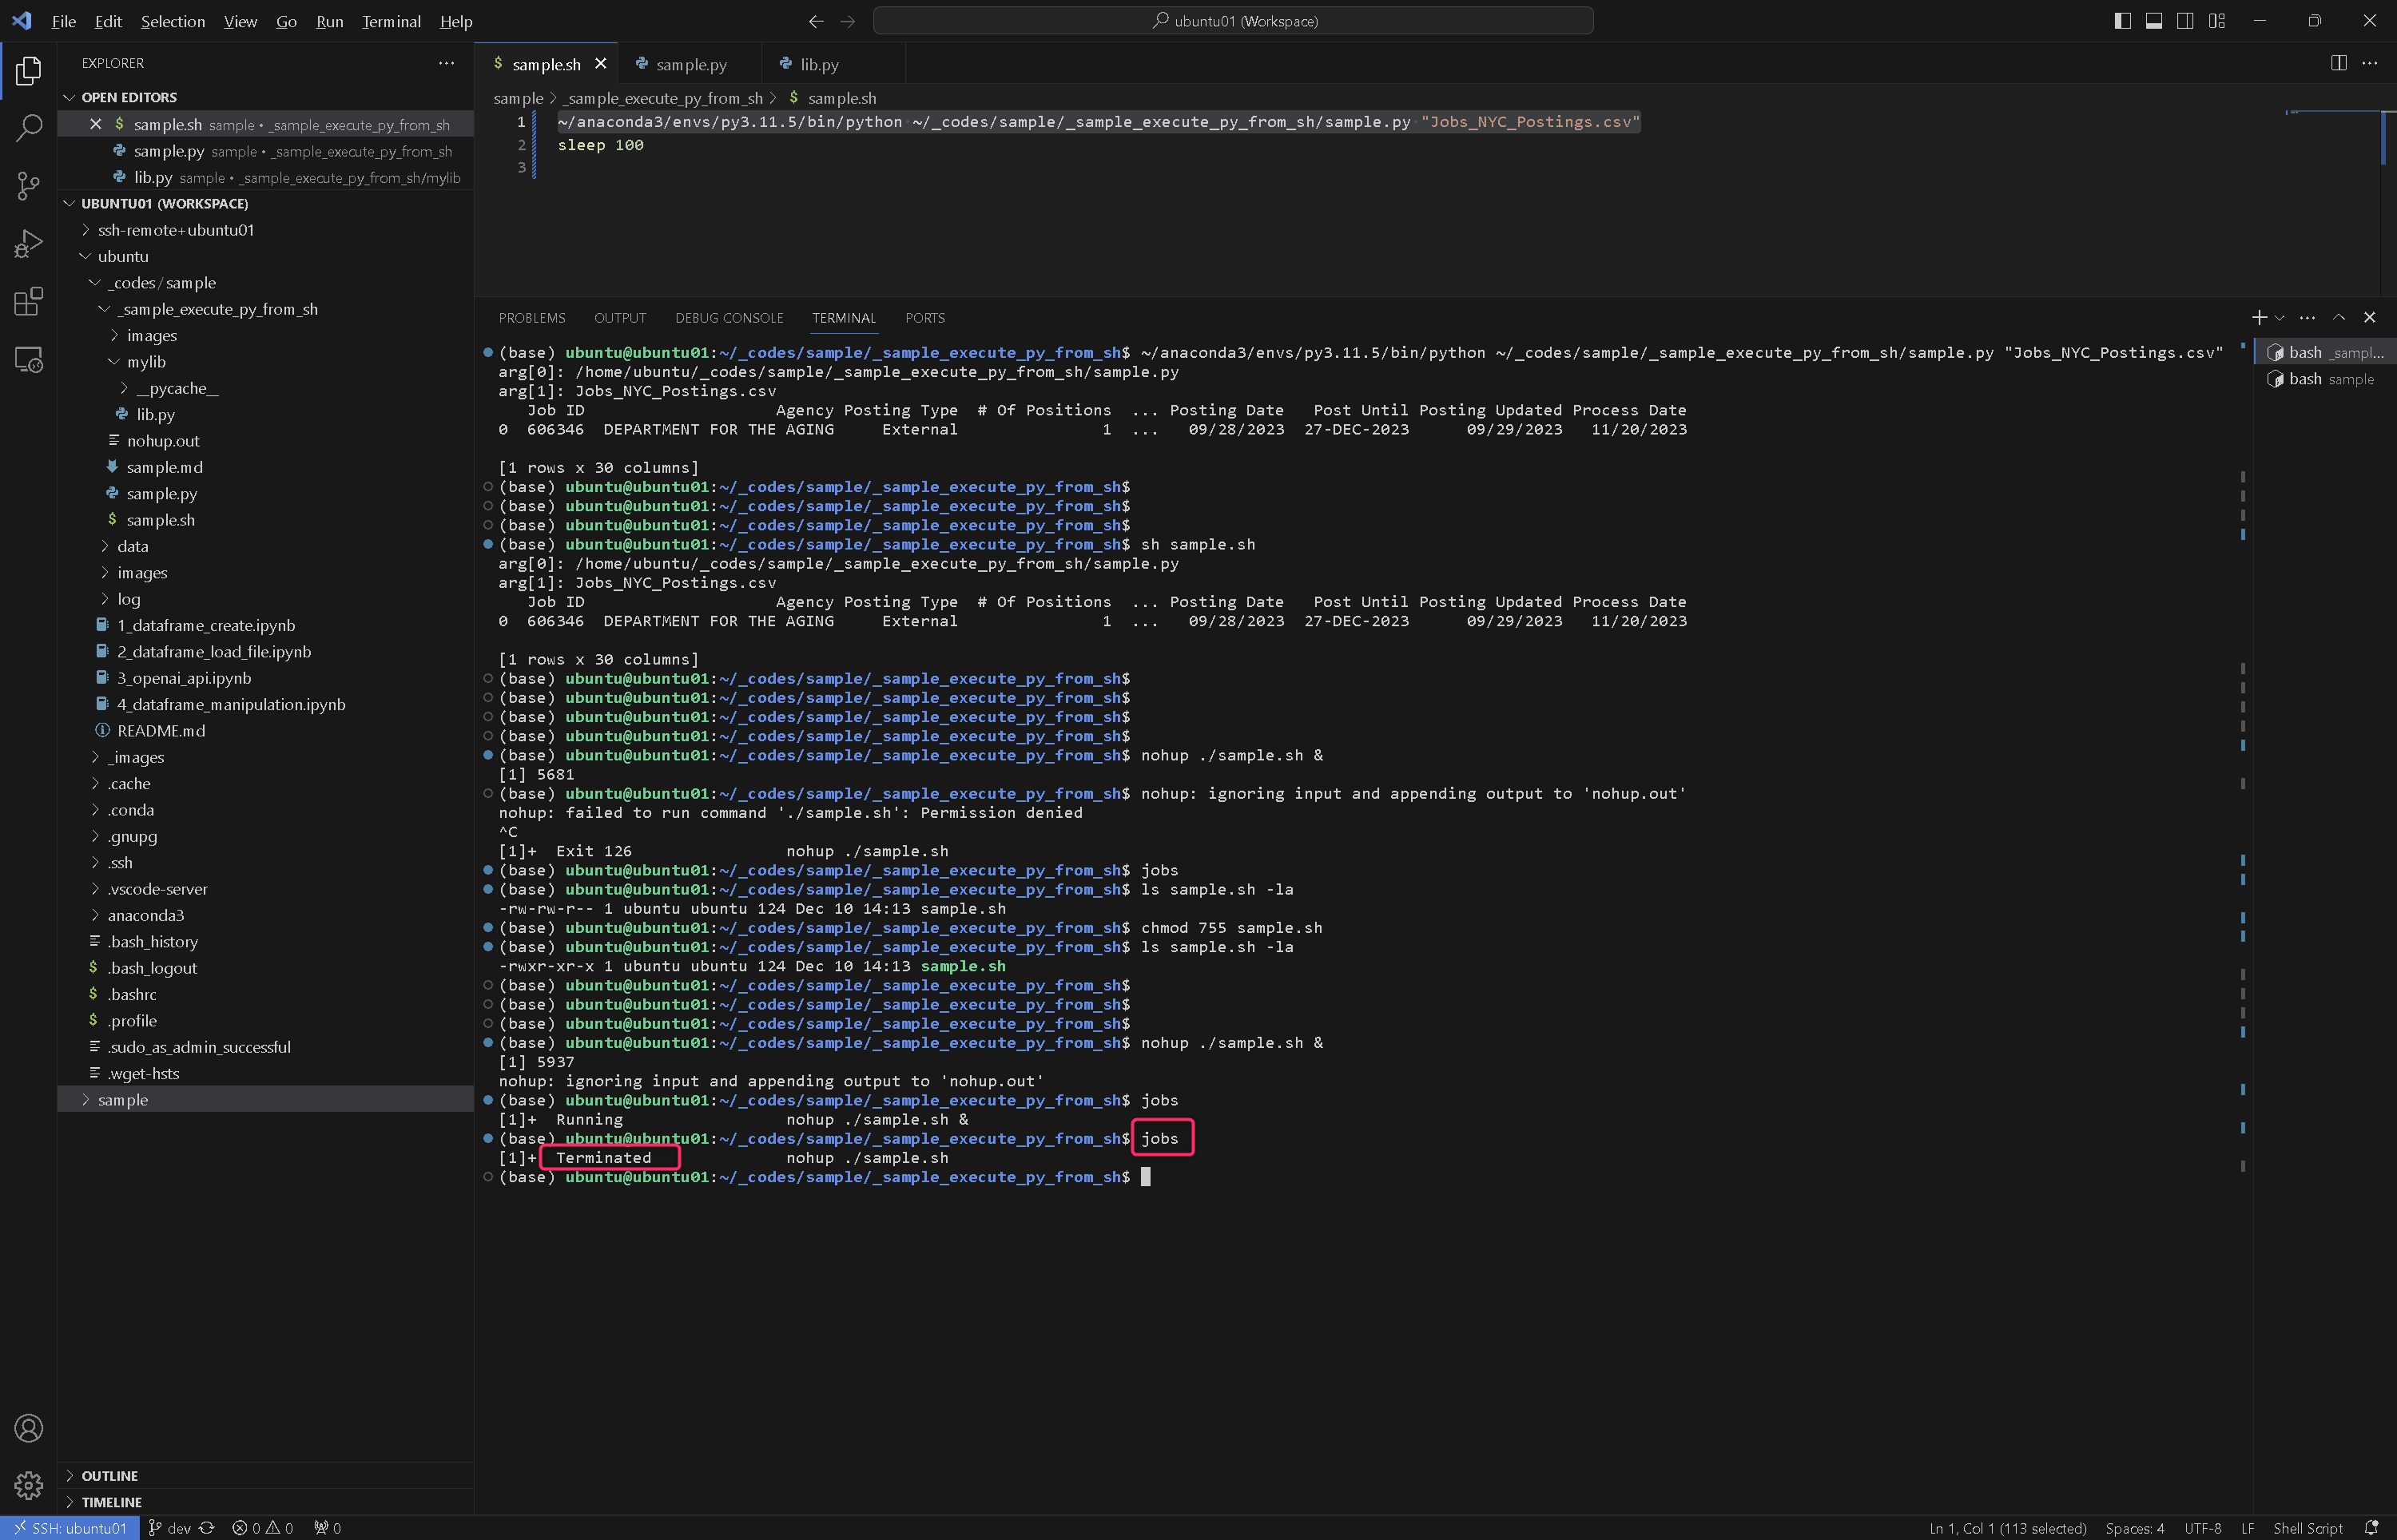 File Edit Selection View Go Run Terminal Help
ubuntu01 (Workspace)
EXPLORER
OPEN EDITORS
sample.sh sample • _sample_execute_py_from_sh
sample.py sample • _sample_execute_py_from_sh
lib.py sample • _sample_execute_py_from_sh/mylib
UBUNTU01 (WORKSPACE)
ssh-remote+ubuntu01
ubuntu
_codes / sample
_sample_execute_py_from_sh
images
mylib
__pycache__
lib.py
nohup.out
sample.md
sample.py
sample.sh
data
images
log
1_dataframe_create.ipynb
2_dataframe_load_file.ipynb
3_openai_api.ipynb
4_dataframe_manipulation.ipynb
README.md
_images
.cache
.conda
.gnupg
.ssh
.vscode-server
anaconda3
.bash_history
.bash_logout
.bashrc
.profile
.sudo_as_admin_successful
.wget-hsts
sample
OUTLINE
TIMELINE
sample.sh
sample.py
lib.py
sample > _sample_execute_py_from_sh > $ sample.sh
1 ~/anaconda3/envs/py3.11.5/bin/python ~/_codes/sample/_sample_execute_py_from_sh/sample.py "Jobs_NYC_Postings.csv"
2 sleep 100
3
PROBLEMS OUTPUT DEBUG CONSOLE TERMINAL PORTS
(base) ubuntu@ubuntu01:~/_codes/sample/_sample_execute_py_from_sh$ ~/anaconda3/envs/py3.11.5/bin/python ~/_codes/sample/_sample_execute_py_from_sh/sample.py "Jobs_NYC_Postings.csv"
arg[0]: /home/ubuntu/_codes/sample/_sample_execute_py_from_sh/sample.py
arg[1]: Jobs_NYC_Postings.csv
Job ID Agency Posting Type # Of Positions ... Posting Date Post Until Posting Updated Process Date
0 606346 DEPARTMENT FOR THE AGING External 1 ... 09/28/2023 27-DEC-2023 09/29/2023 11/20/2023
[1 rows x 30 columns]
(base) ubuntu@ubuntu01:~/_codes/sample/_sample_execute_py_from_sh$
(base) ubuntu@ubuntu01:~/_codes/sample/_sample_execute_py_from_sh$
(base) ubuntu@ubuntu01:~/_codes/sample/_sample_execute_py_from_sh$
(base) ubuntu@ubuntu01:~/_codes/sample/_sample_execute_py_from_sh$ sh sample.sh
arg[0]: /home/ubuntu/_codes/sample/_sample_execute_py_from_sh/sample.py
arg[1]: Jobs_NYC_Postings.csv
Job ID Agency Posting Type # Of Positions ... Posting Date Post Until Posting Updated Process Date
0 606346 DEPARTMENT FOR THE AGING External 1 ... 09/28/2023 27-DEC-2023 09/29/2023 11/20/2023
[1 rows x 30 columns]
(base) ubuntu@ubuntu01:~/_codes/sample/_sample_execute_py_from_sh$
(base) ubuntu@ubuntu01:~/_codes/sample/_sample_execute_py_from_sh$
(base) ubuntu@ubuntu01:~/_codes/sample/_sample_execute_py_from_sh$
(base) ubuntu@ubuntu01:~/_codes/sample/_sample_execute_py_from_sh$
(base) ubuntu@ubuntu01:~/_codes/sample/_sample_execute_py_from_sh$ nohup ./sample.sh &
[1] 5681
(base) ubuntu@ubuntu01:~/_codes/sample/_sample_execute_py_from_sh$ nohup: ignoring input and appending output to 'nohup.out'
nohup: failed to run command './sample.sh': Permission denied
^C
[1]+ Exit 126 nohup ./sample.sh
(base) ubuntu@ubuntu01:~/_codes/sample/_sample_execute_py_from_sh$ jobs
(base) ubuntu@ubuntu01:~/_codes/sample/_sample_execute_py_from_sh$ ls sample.sh -la
-rw-rw-r-- 1 ubuntu ubuntu 124 Dec 10 14:13 sample.sh
(base) ubuntu@ubuntu01:~/_codes/sample/_sample_execute_py_from_sh$ chmod 755 sample.sh
(base) ubuntu@ubuntu01:~/_codes/sample/_sample_execute_py_from_sh$ ls sample.sh -la
-rwxr-xr-x 1 ubuntu ubuntu 124 Dec 10 14:13 sample.sh
(base) ubuntu@ubuntu01:~/_codes/sample/_sample_execute_py_from_sh$
(base) ubuntu@ubuntu01:~/_codes/sample/_sample_execute_py_from_sh$
(base) ubuntu@ubuntu01:~/_codes/sample/_sample_execute_py_from_sh$
(base) ubuntu@ubuntu01:~/_codes/sample/_sample_execute_py_from_sh$ nohup ./sample.sh &
[1] 5937
nohup: ignoring input and appending output to 'nohup.out'
(base) ubuntu@ubuntu01:~/_codes/sample/_sample_execute_py_from_sh$ jobs
[1]+ Running nohup ./sample.sh &
(base) ubuntu@ubuntu01:~/_codes/sample/_sample_execute_py_from_sh$ jobs
[1]+ Terminated nohup ./sample.sh
(base) ubuntu@ubuntu01:~/_codes/sample/_sample_execute_py_from_sh$
bash _sampl...
bash sample
SSH: ubuntu01 dev 0 0 0
Ln 1, Col 1 (113 selected) Spaces: 4 UTF-8 LF Shell Script